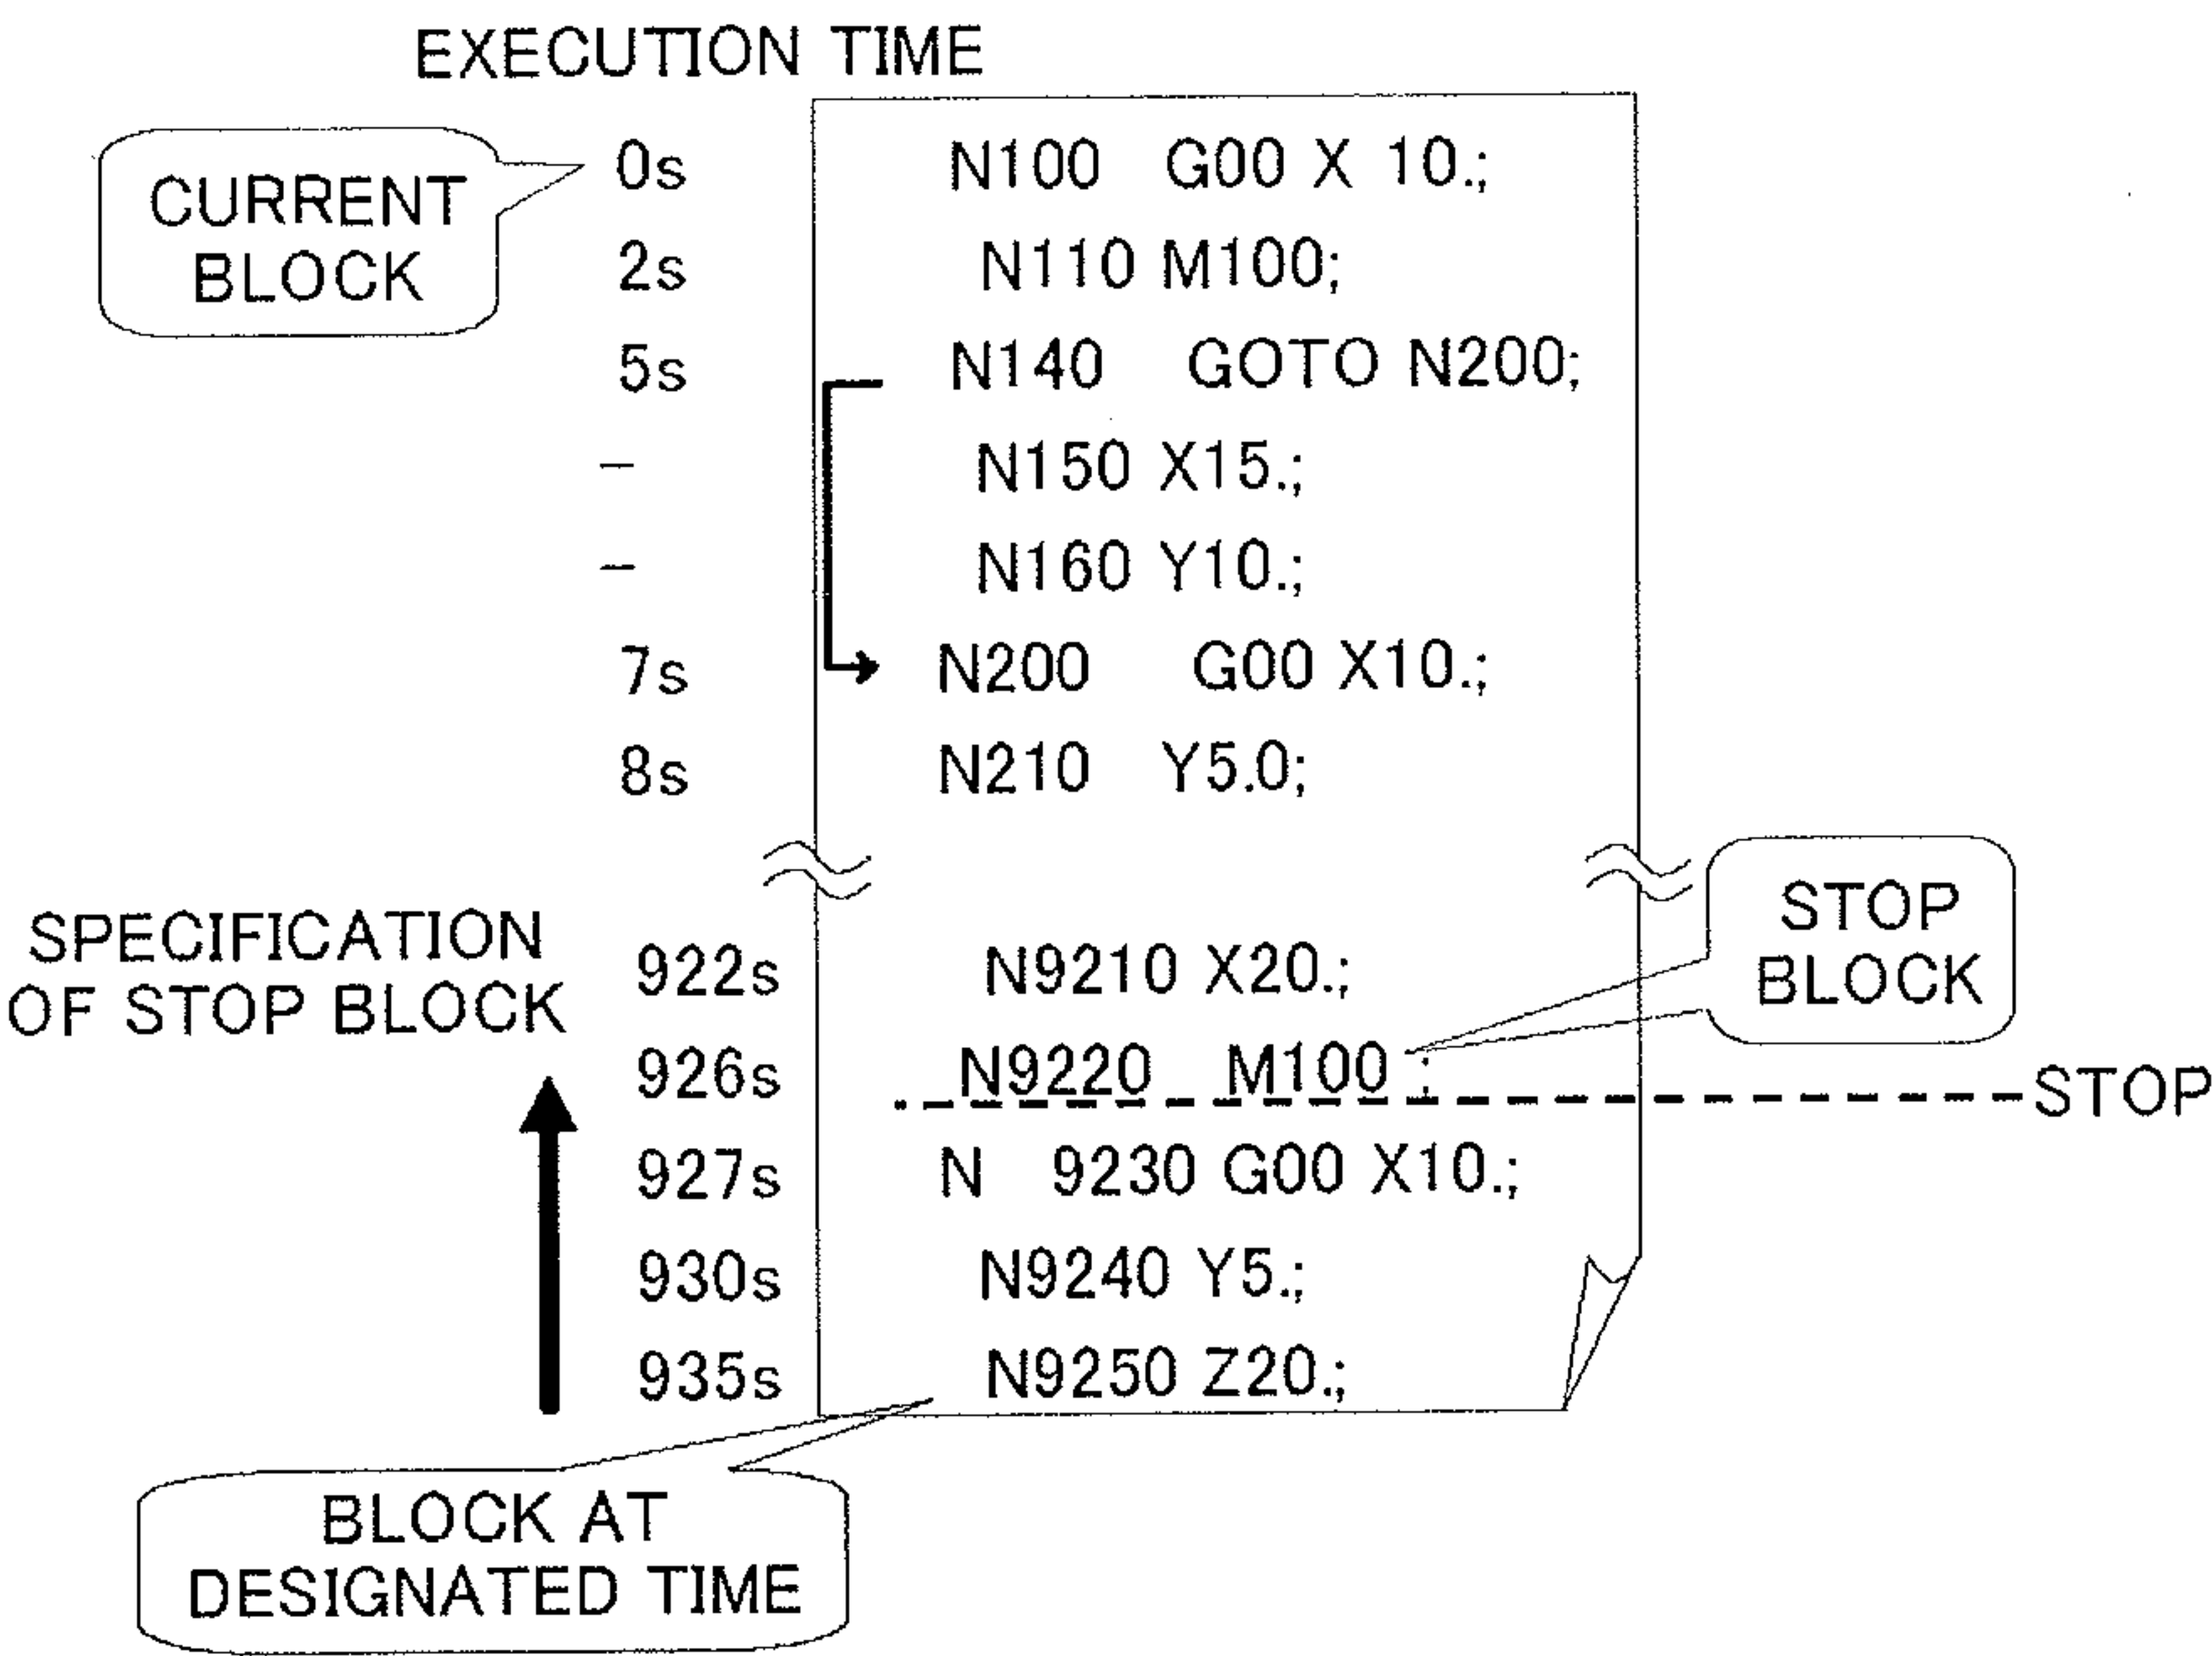 EXECUTION TIME
CURRENT
BLOCK
0s N100 G00 X 10.;
2s N110 M100;
5s N140 GOTO N200;
– N150 X15.;
– N160 Y10.;
7s N200 G00 X10.;
8s N210 Y5.0;
SPECIFICATION
OF STOP BLOCK
STOP
BLOCK
922s N9210 X20.;
926s N9220 M100 ;
STOP
927s N 9230 G00 X10.;
930s N9240 Y5.;
935s N9250 Z20.;
BLOCK AT
DESIGNATED TIME